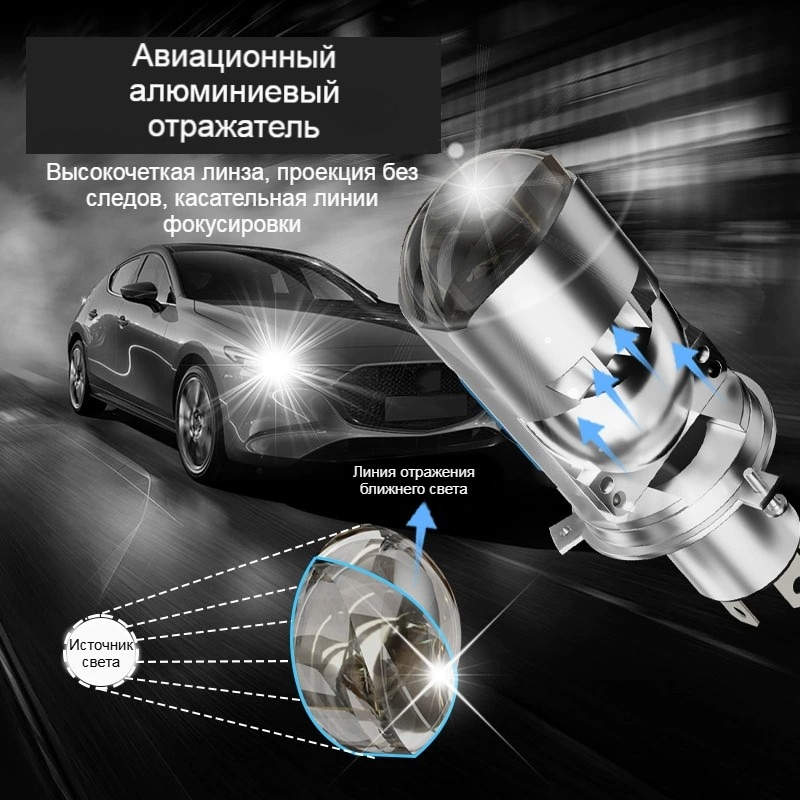 Авиационный
алюминиевый
отражатель
Высокочеткая линза, проекция без
следов, касательная линии
фокусировки
Линия отражения
ближнего света
Источник
света